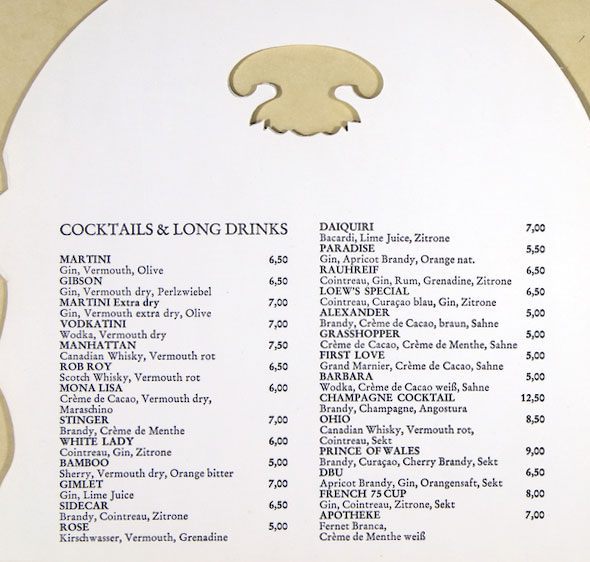 COCKTAILS & LONG DRINKS
MARTINI 6,50
Gin, Vermouth, Olive
GIBSON 6,50
Gin, Vermouth dry, Perlzwiebel
MARTINI Extra dry 7,00
Gin, Vermouth extra dry, Olive
VODKATINI 7,00
Wodka, Vermouth dry
MANHATTAN 7,50
Canadian Whisky, Vermouth rot
ROB ROY 6,50
Scotch Whisky, Vermouth rot
MONA LISA 6,00
Crème de Cacao, Vermouth dry,
Maraschino
STINGER 7,00
Brandy, Crème de Menthe
WHITE LADY 6,00
Cointreau, Gin, Zitrone
BAMBOO 5,00
Sherry, Vermouth dry, Orange bitter
GIMLET 7,00
Gin, Lime Juice
SIDECAR 6,50
Brandy, Cointreau, Zitrone
ROSE 5,00
Kirschwasser, Vermouth, Grenadine
DAIQUIRI 7,00
Bacardi, Lime Juice, Zitrone
PARADISE 5,50
Gin, Apricot Brandy, Orange nat.
RAUHREIF 6,50
Cointreau, Gin, Rum, Grenadine, Zitrone
LOEW'S SPECIAL 6,50
Cointreau, Curaçao blau, Gin, Zitrone
ALEXANDER 5,00
Brandy, Crème de Cacao, braun, Sahne
GRASSHOPPER 5,00
Crème de Cacao, Crème de Menthe, Sahne
FIRST LOVE 5,00
Grand Marnier, Crème de Cacao, Sahne
BARBARA 5,00
Wodka, Crème de Cacao weiß, Sahne
CHAMPAGNE COCKTAIL 12,50
Brandy, Champagne, Angostura
OHIO 8,50
Canadian Whisky, Vermouth rot,
Cointreau, Sekt
PRINCE OF WALES 9,00
Brandy, Curaçao, Cherry Brandy, Sekt
DBU 6,50
Apricot Brandy, Gin, Orangensaft, Sekt
FRENCH 75 CUP 8,00
Gin, Cointreau, Zitrone, Sekt
APOTHEKE 7,00
Fernet Branca,
Crème de Menthe weiß